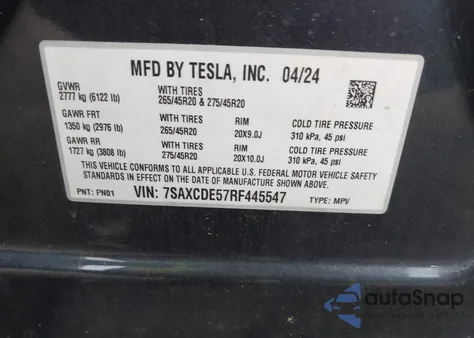 MFD BY TESLA, INC. 04/24
GVWR WITH TIRES
2777 kg (6122 lb) 265/45R20 & 275/45R20
GAWR FRT WITH TIRES RIM COLD TIRE PRESSURE
1350 kg (2976 lb) 265/45R20 20X9.0J 310 kPa, 45 psi
GAWR RR WITH TIRES RIM COLD TIRE PRESSURE
1727 kg (3808 lb) 275/45R20 20X10.0J 310 kPa, 45 psi
THIS VEHICLE CONFORMS TO ALL APPLICABLE U.S. FEDERAL MOTOR VEHICLE SAFETY
STANDARDS IN EFFECT ON THE DATE OF MANUFACTURE SHOWN ABOVE.
PNT: PN01 VIN: 7SAXCDE57RF445547 TYPE: MPV
autoSnap